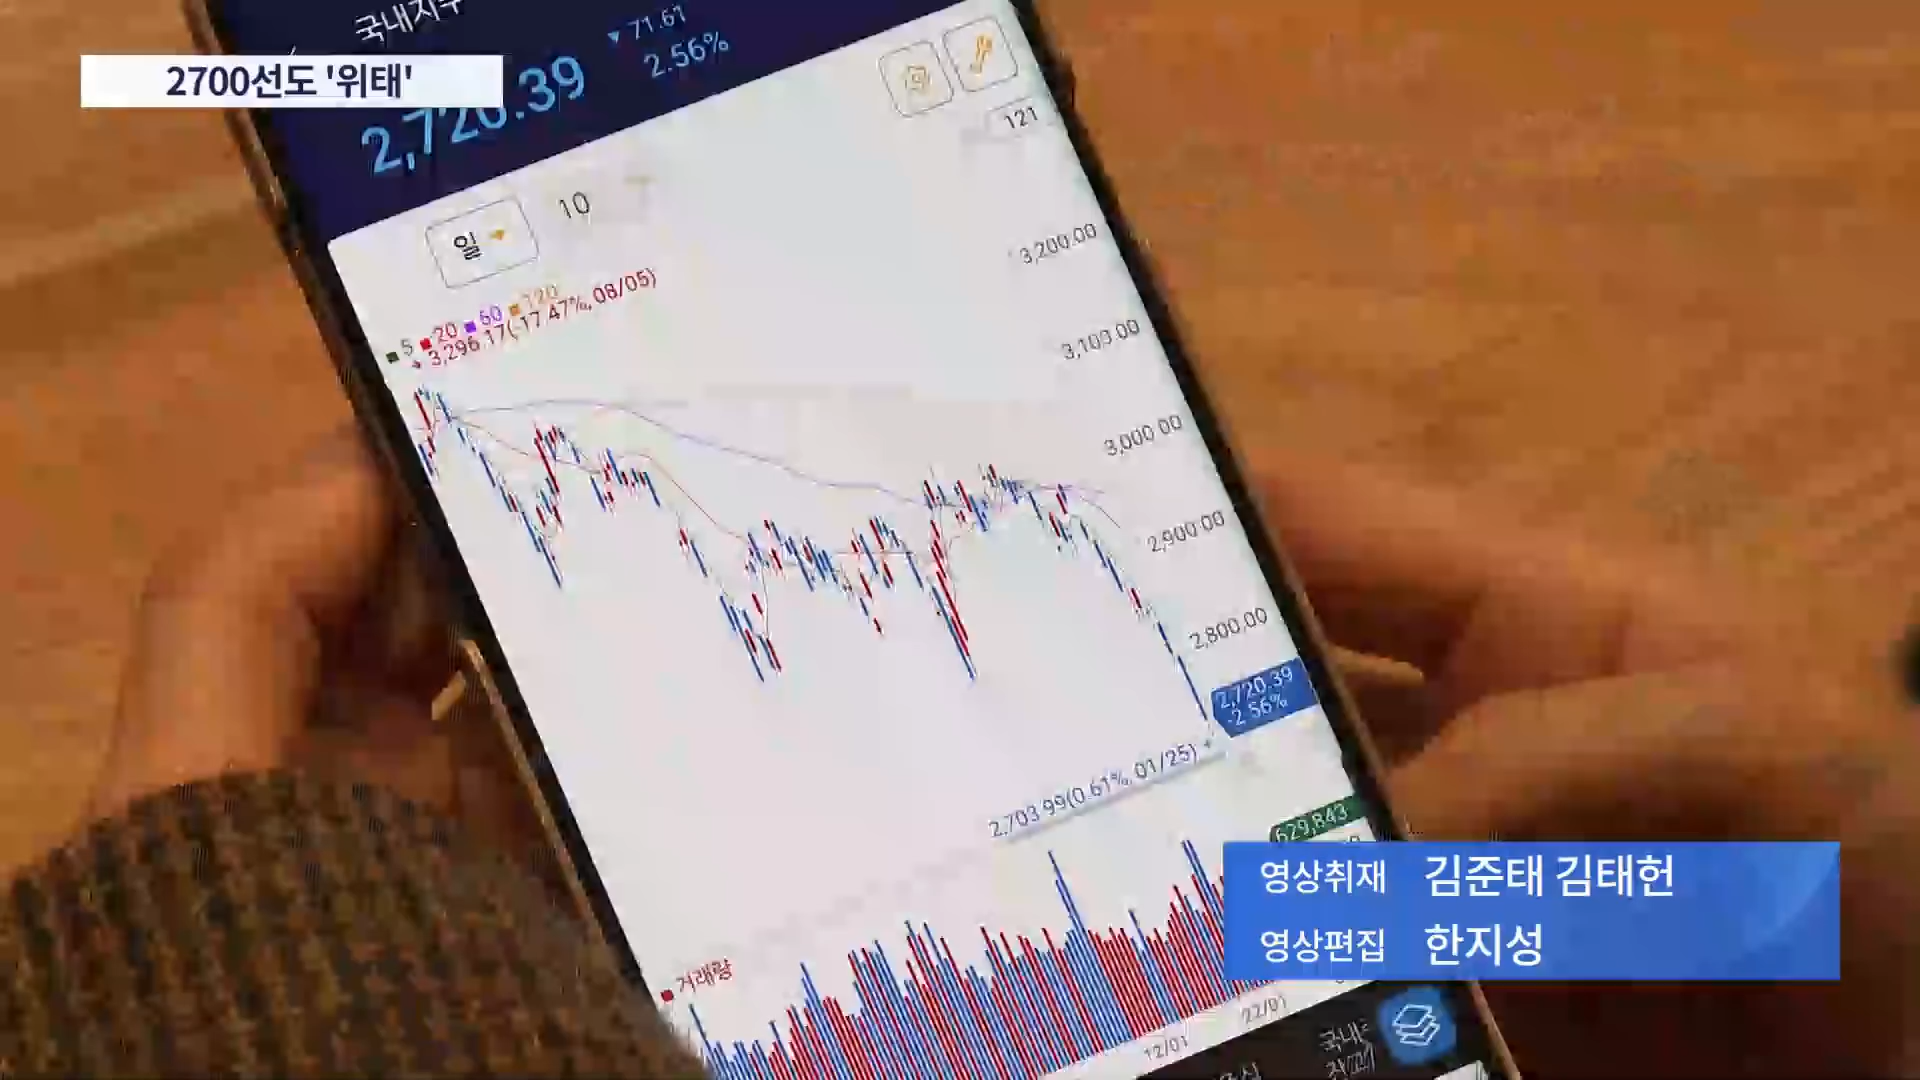 국내지수
▼71.61
2.56%
2700선도 '위태'
2,720.39
121
일
10
3,200.00
■5 ■20 ■60 ■120
3,296.17(-17.47%, 08/05)
3,100.00
3,000.00
2,900.00
2,800.00
2,720.39
-2.56%
2,703.99(0.61%, 01/25)
629,843
영상취재 김준태 김태헌
영상편집 한지성
■거래량
12/01
22/01